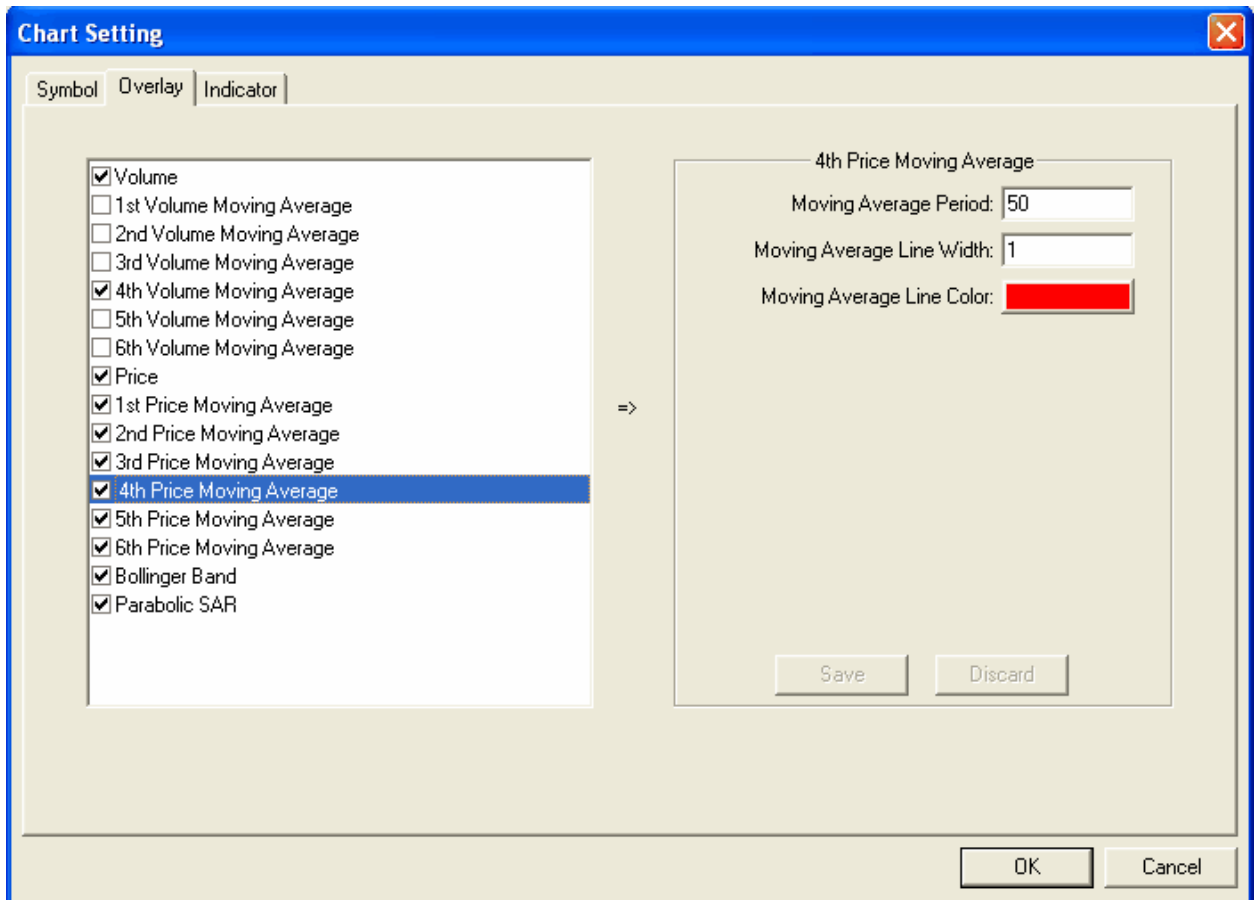 Chart Setting
Symbol Overlay Indicator
Volume
1st Volume Moving Average
2nd Volume Moving Average
3rd Volume Moving Average
4th Volume Moving Average
5th Volume Moving Average
6th Volume Moving Average
Price
1st Price Moving Average
2nd Price Moving Average
3rd Price Moving Average
4th Price Moving Average
5th Price Moving Average
6th Price Moving Average
Bollinger Band
Parabolic SAR
=>
4th Price Moving Average
Moving Average Period: 50
Moving Average Line Width: 1
Moving Average Line Color:
Save Discard
OK Cancel